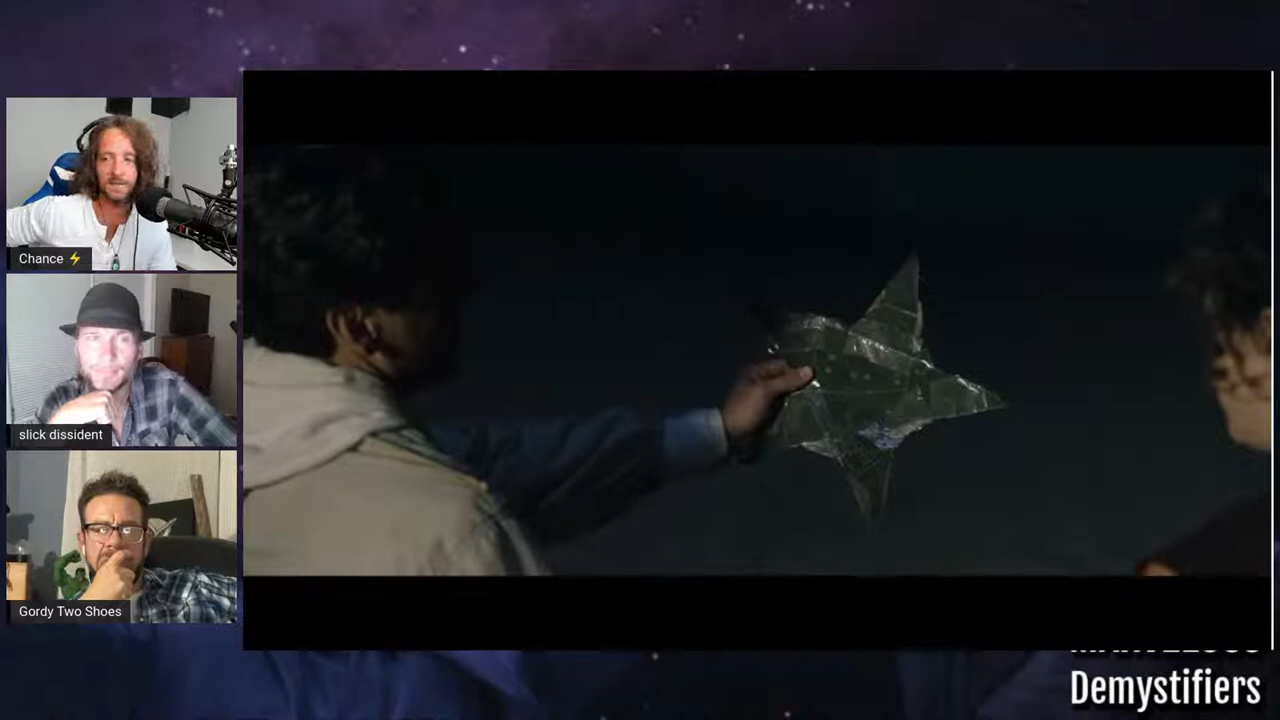 Chance ⚡
slick dissident
Gordy Two Shoes
Demystifiers